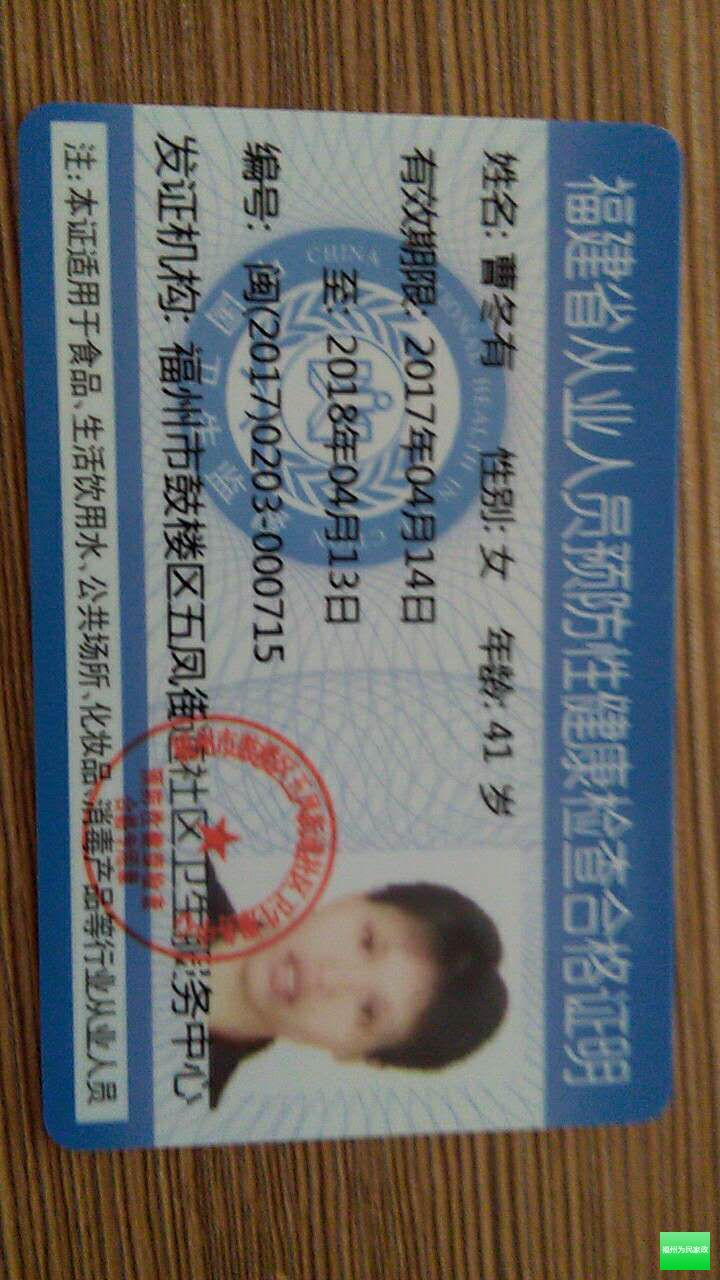 福建省从业人员预防性健康检查合格证明
姓名: 曹冬有 性别: 女 年龄: 41 岁
有效期限: 2017年04月14日
至: 2018年04月13日
编号: 闽(2017)0203-000715
发证机构: 福州市鼓楼区五凤街道社区卫生服务中心
注: 本证适用于食品、生活饮用水、公共场所、化妆品、消毒产品等行业从业人员
福州为民家政